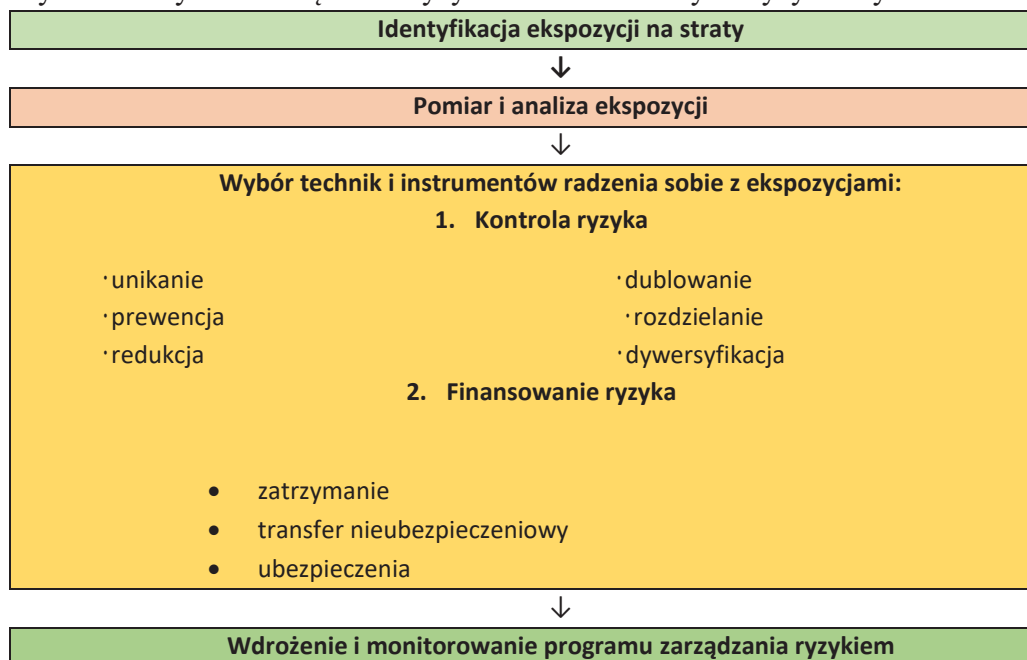 Identyfikacja ekspozycji na straty
↓
Pomiar i analiza ekspozycji
↓
Wybór technik i instrumentów radzenia sobie z ekspozycjami:
1. Kontrola ryzyka
·unikanie ·dublowanie
·prewencja ·rozdzielanie
·redukcja ·dywersyfikacja
2. Finansowanie ryzyka
• zatrzymanie
• transfer nieubezpieczeniowy
• ubezpieczenia
↓
Wdrożenie i monitorowanie programu zarządzania ryzykiem